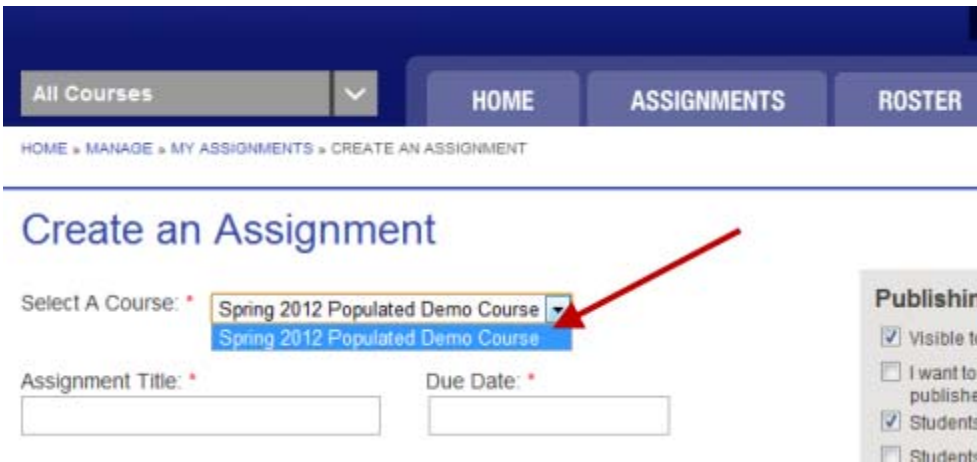 All Courses
HOME
ASSIGNMENTS
ROSTER
HOME » MANAGE » MY ASSIGNMENTS » CREATE AN ASSIGNMENT
Create an Assignment
Select A Course: *
Spring 2012 Populated Demo Course
Spring 2012 Populated Demo Course
Assignment Title: *
Due Date: *
Visible
I want to
Students
Students